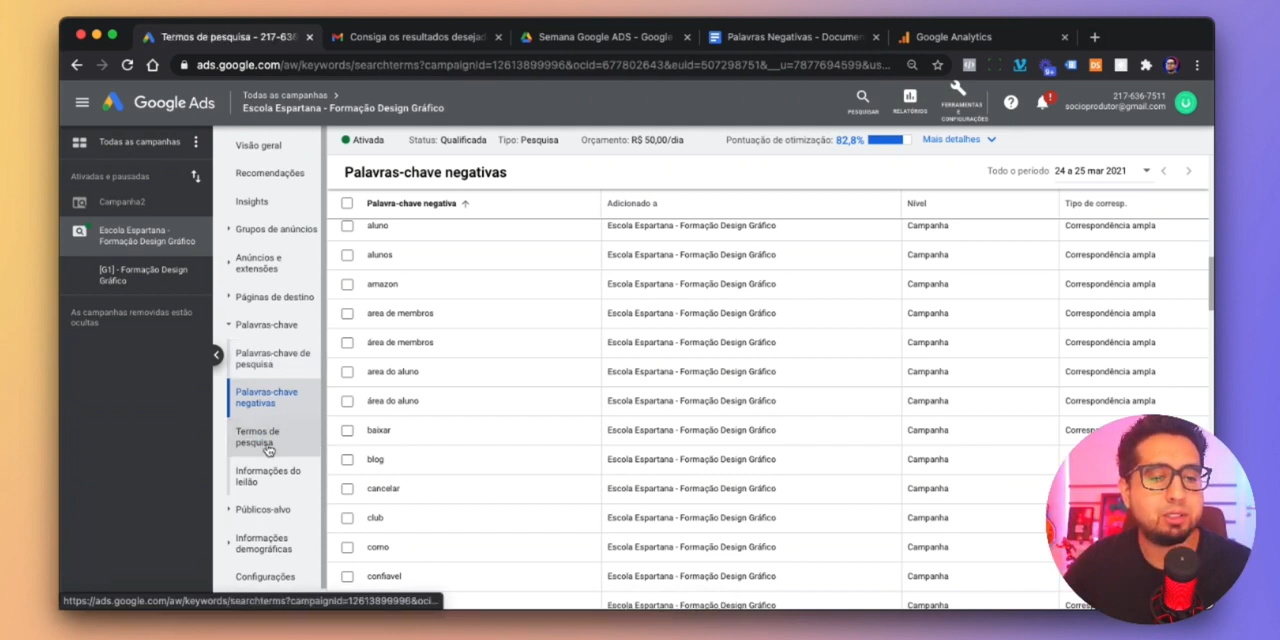 Termos de pesquisa - 217-636
Consiga os resultados desejad
Semana Google ADS - Google
Palavras Negativas - Documen
Google Analytics
ads.google.com/aw/keywords/searchterms?campaignId=12613899996&ocid=677802643&euid=507298751&__u=7877694599&us...
Google Ads
Todas as campanhas >
Escola Espartana - Formação Design Gráfico
PESQUISAR
RELATÓRIOS
FERRAMENTAS E CONFIGURAÇÕES
217-636-7511
socioprodutor@gmail.com
Todas as campanhas
Ativadas e pausadas
Campanha2
Escola Espartana -
Formação Design Gráfico
[G1] - Formação Design
Gráfico
As campanhas removidas estão
ocultas
Visão geral
Recomendações
Insights
Grupos de anúncios
Anúncios e
extensões
Páginas de destino
Palavras-chave
Palavras-chave de
pesquisa
Palavras-chave
negativas
Termos de
pesquisa
Informações do
leilão
Públicos-alvo
Informações
demográficas
Configurações
Ativada Status: Qualificada Tipo: Pesquisa Orçamento: R$ 50,00/dia Pontuação de otimização: 82,8% Mais detalhes
Palavras-chave negativas
Todo o período 24 a 25 mar 2021
Palavra-chave negativa Adicionado a Nível Tipo de corresp.
aluno Escola Espartana - Formação Design Gráfico Campanha Correspondência ampla
alunos Escola Espartana - Formação Design Gráfico Campanha Correspondência ampla
amazon Escola Espartana - Formação Design Gráfico Campanha Correspondência ampla
area de membros Escola Espartana - Formação Design Gráfico Campanha Correspondência ampla
área de membros Escola Espartana - Formação Design Gráfico Campanha Correspondência ampla
area do aluno Escola Espartana - Formação Design Gráfico Campanha Correspondência ampla
área do aluno Escola Espartana - Formação Design Gráfico Campanha Correspondência ampla
baixar Escola Espartana - Formação Design Gráfico Campanha Corresp
blog Escola Espartana - Formação Design Gráfico Campanha
cancelar Escola Espartana - Formação Design Gráfico Campanha
club Escola Espartana - Formação Design Gráfico Campanha
como Escola Espartana - Formação Design Gráfico Campanha
confiavel Escola Espartana - Formação Design Gráfico Campanha
Escola Espartana - Formação Design Gráfico Campanha
https://ads.google.com/aw/keywords/searchterms?campaignId=12613899996&oci...